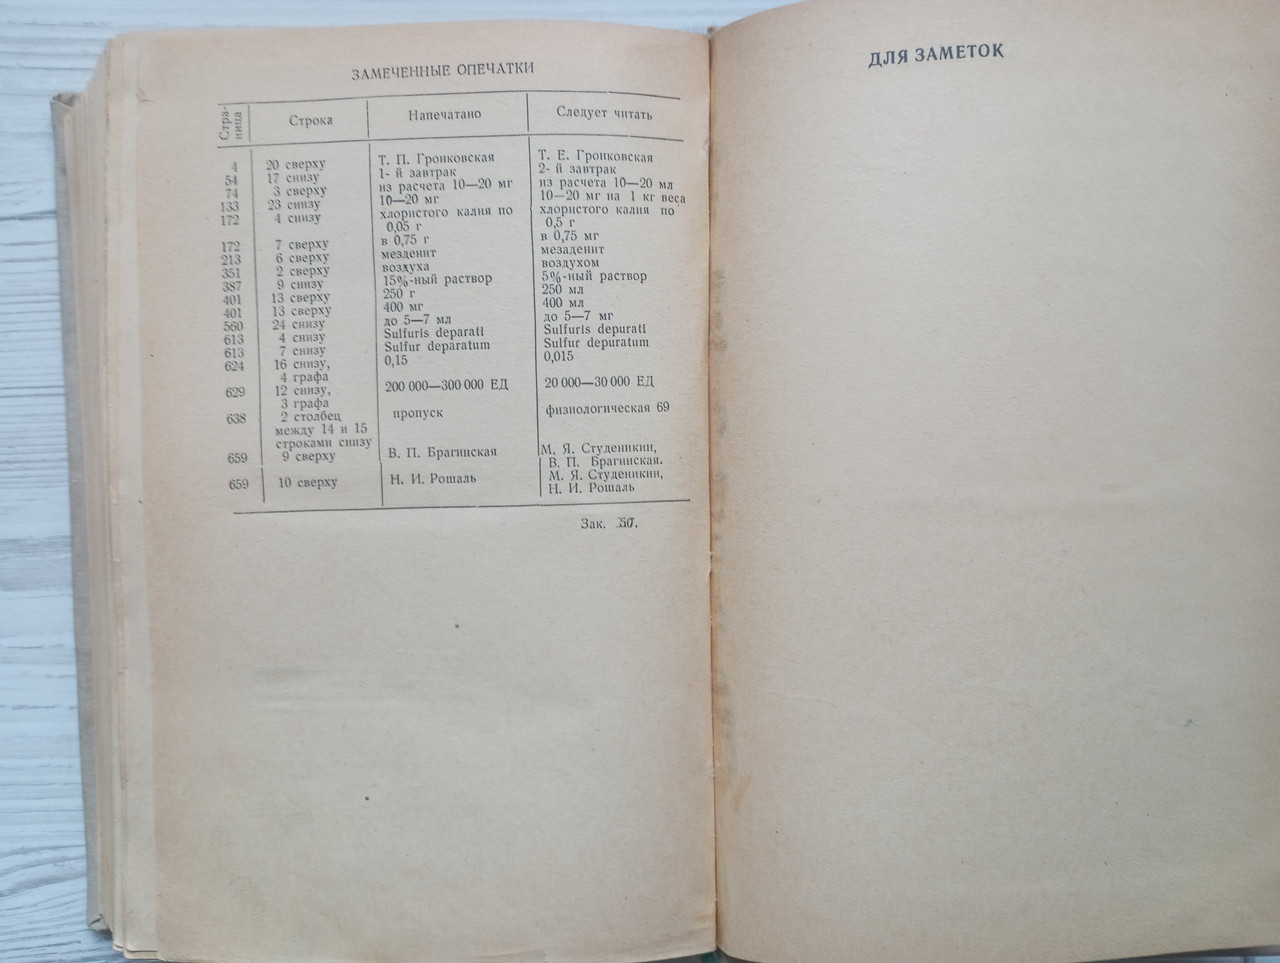 ЗАМЕЧЕННЫЕ ОПЕЧАТКИ
Стра-
ница
Строка Напечатано Следует читать
4 20 сверху Т. П. Гронковская Т. Е. Гронковская
54 17 снизу 1- й завтрак 2- й завтрак
74 3 сверху из расчета 10—20 мг из расчета 10—20 мл
133 23 снизу 10—20 мг 10—20 мг на 1 кг веса
172 4 снизу хлористого калия по хлористого калия по
0,05 г 0,5 г
172 7 сверху в 0,75 г в 0,75 мг
213 6 сверху мезденит мезаденит
351 2 сверху воздуха воздухом
387 9 снизу 15%-ный раствор 5%-ный раствор
401 13 сверху 250 г 250 мл
401 13 сверху 400 мг 400 мл
560 24 снизу до 5—7 мл до 5—7 мг
613 4 снизу Sulfuris deparati Sulfuris depurati
613 7 снизу Sulfur deparatum Sulfur depuratum
624 16 снизу, 0,15 0,015
4 графа
629 12 снизу, 200 000—300 000 ЕД 20 000—30 000 ЕД
3 графа
638 2 столбец пропуск физиологическая 69
между 14 и 15
строками снизу
659 9 сверху В. П. Брагинская М. Я. Студеникин,
В. П. Брагинская.
659 10 сверху Н. И. Рошаль М. Я. Студеникин,
Н. И. Рошаль
Зак.
ДЛЯ ЗАМЕТОК